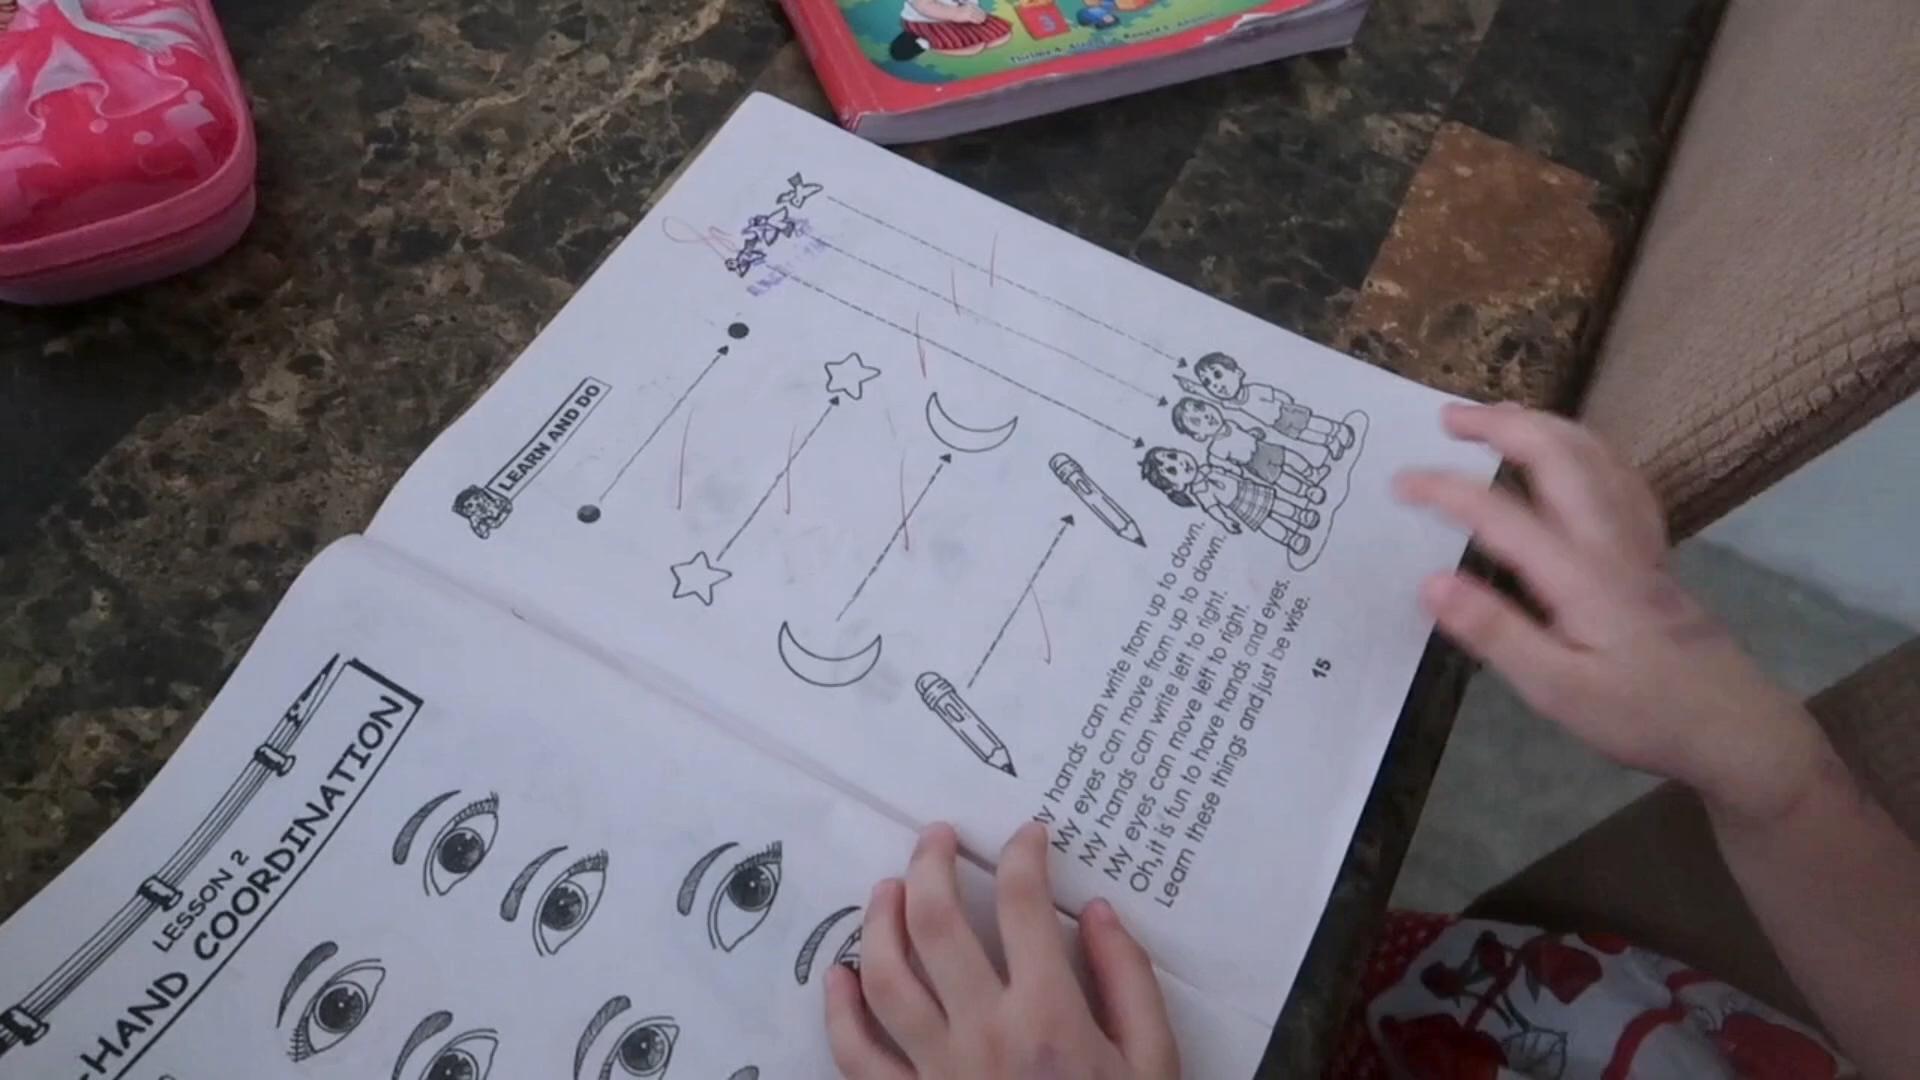 LESSON 2
-HAND COORDINATION
LEARN AND DO
My hands can write from up to down.
My eyes can move from up to down.
My hands can write left to right.
My eyes can move left to right.
Oh, it is fun to have hands and eyes.
Learn these things and just be wise.
15